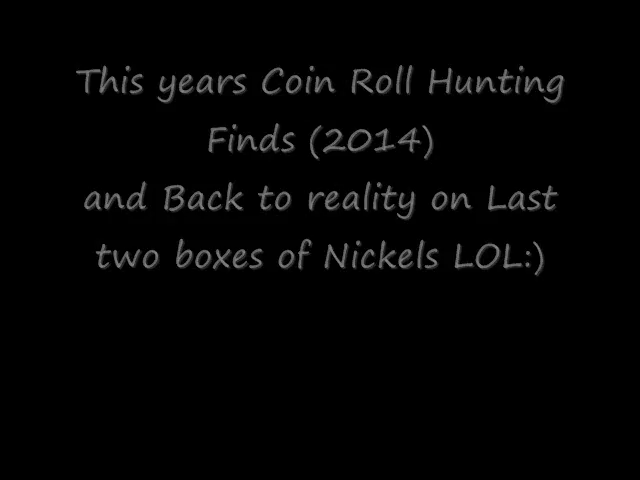 This years Coin Roll Hunting
Finds (2014)
and Back to reality on Last
two boxes of Nickels LOL:)